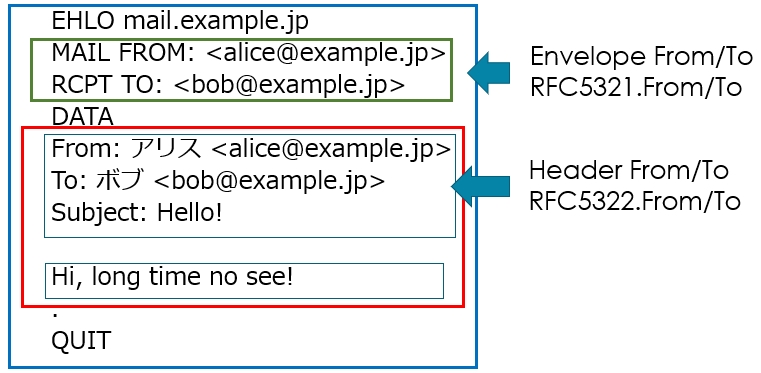 EHLO mail.example.jp
MAIL FROM: <alice@example.jp>
RCPT TO: <bob@example.jp>
DATA
From: アリス <alice@example.jp>
To: ボブ <bob@example.jp>
Subject: Hello!
Hi, long time no see!
.
QUIT
Envelope From/To
RFC5321.From/To
Header From/To
RFC5322.From/To